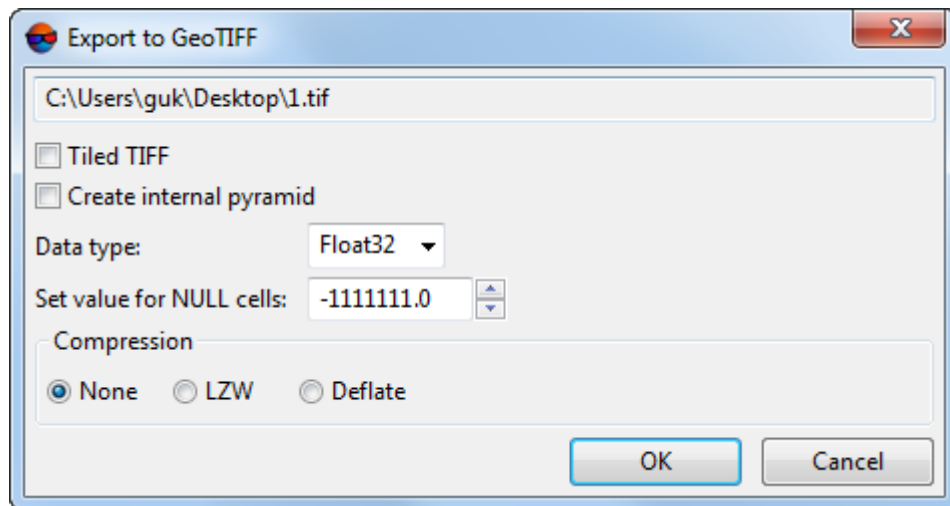 Export to GeoTIFF
C:\Users\guk\Desktop\1.tif
Tiled TIFF
Create internal pyramid
Data type: Float32
Set value for NULL cells: -1111111.0
Compression
None LZW Deflate
OK Cancel